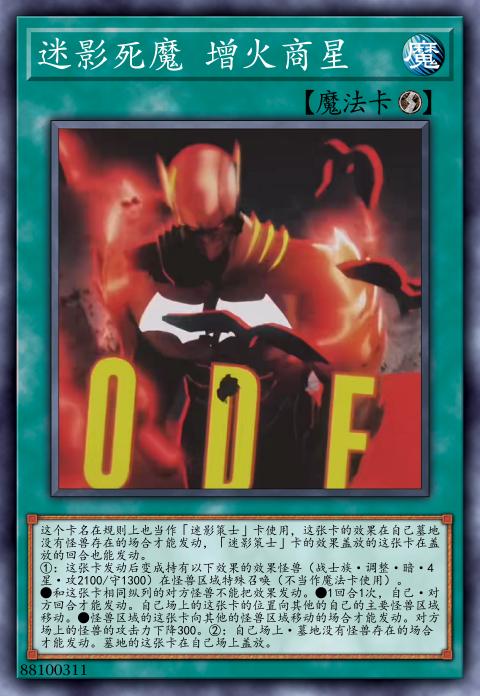 迷影死魔 增火商星
魔
【魔法卡】
ODE
这个卡名在规则上也当作「迷影策士」卡使用，这张卡的效果在自己墓地
没有怪兽存在的场合才能发动，「迷影策士」卡的效果盖放的这张卡在盖
放的回合也能发动。
①：这张卡发动后变成持有以下效果的效果怪兽（战士族·调整·暗·4
星·攻2100/守1300）在怪兽区域特殊召唤（不当作魔法卡使用）。
●和这张卡相同纵列的对方怪兽不能把效果发动。●1回合1次，自己·对
方回合才能发动。自己场上的这张卡的位置向其他的自己的主要怪兽区域
移动。●怪兽区域的这张卡向其他的怪兽区域移动的场合才能发动。对方
场上的怪兽的攻击力下降300。②：自己场上·墓地没有怪兽存在的场合
才能发动。墓地的这张卡在自己场上盖放。
88100311